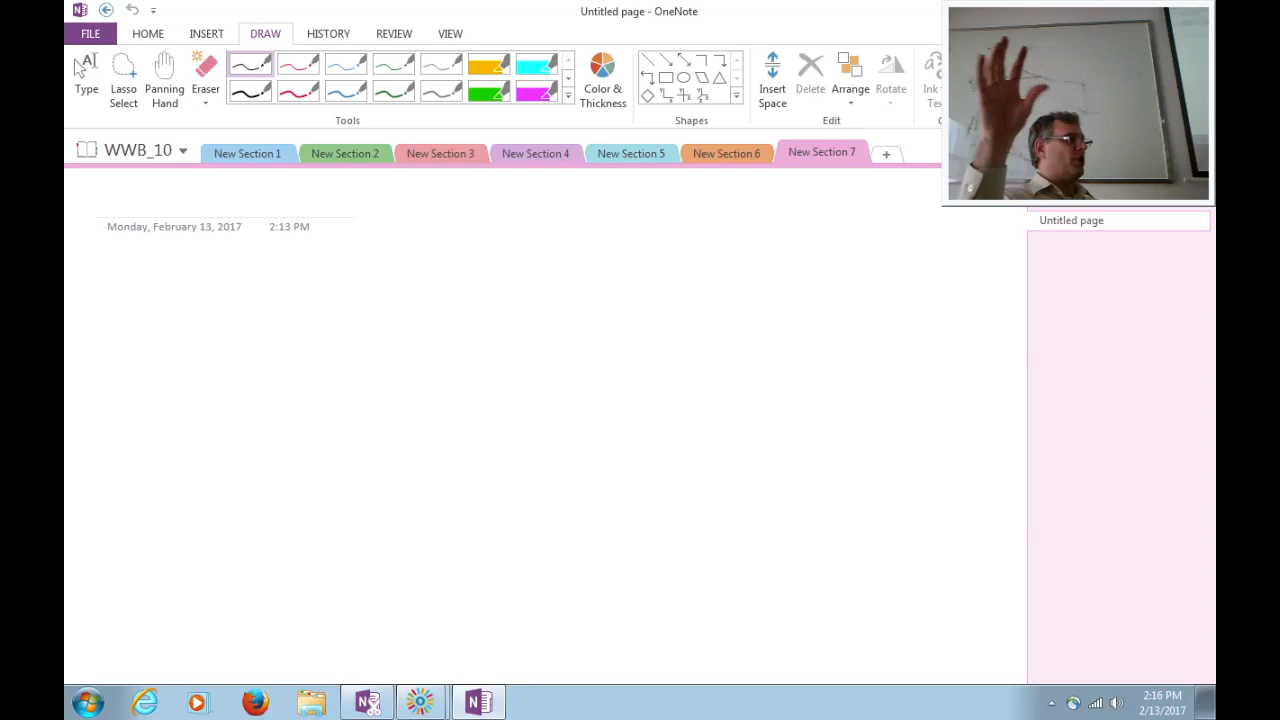 Untitled page - OneNote
FILE HOME INSERT DRAW HISTORY REVIEW VIEW
Type
Lasso Select
Panning Hand
Eraser
Color & Thickness
Insert Space
Delete
Arrange
Rotate
Ink
Tools
Shapes
Edit
WWB_10
New Section 1
New Section 2
New Section 3
New Section 4
New Section 5
New Section 6
New Section 7
Untitled page
Monday, February 13, 2017 2:13 PM
2:16 PM
2/13/2017